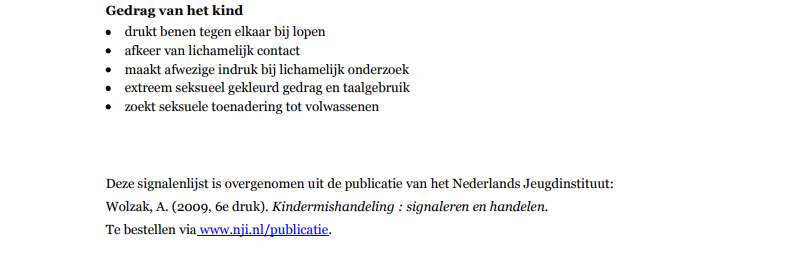 Gedrag van het kind
• drukt benen tegen elkaar bij lopen
• afkeer van lichamelijk contact
• maakt afwezige indruk bij lichamelijk onderzoek
• extreem seksueel gekleurd gedrag en taalgebruik
• zoekt seksuele toenadering tot volwassenen
Deze signalenlijst is overgenomen uit de publicatie van het Nederlands Jeugdinstituut:
Wolzak, A. (2009, 6e druk). Kindermishandeling : signaleren en handelen.
Te bestellen via www.nji.nl/publicatie.